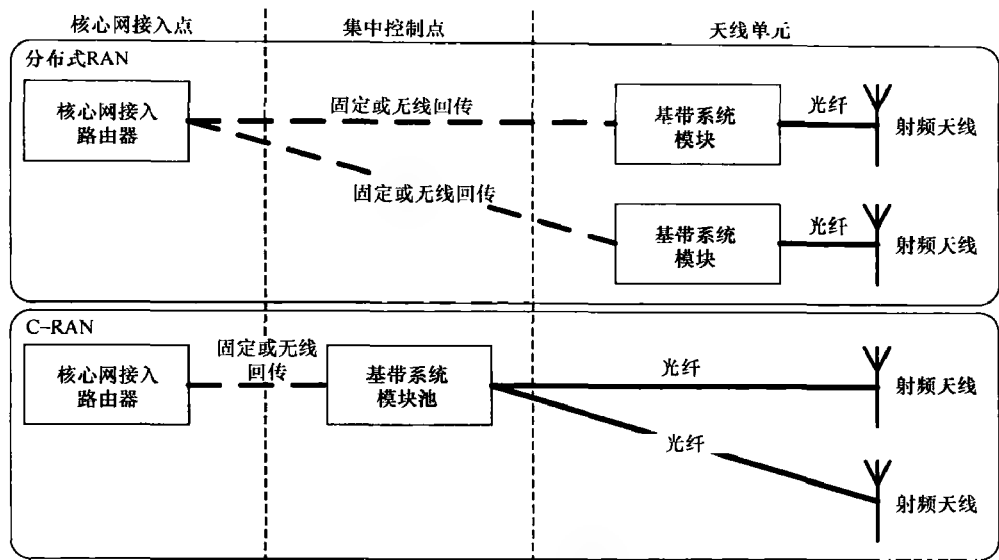 核心网接入点
集中控制点
天线单元
分布式RAN
核心网接入
路由器
固定或无线回传
基带系统
模块
光纤
射频天线
固定或无线回传
基带系统
模块
光纤
射频天线
C-RAN
核心网接入
路由器
固定或无线
回传
基带系统
模块池
光纤
射频天线
光纤
射频天线